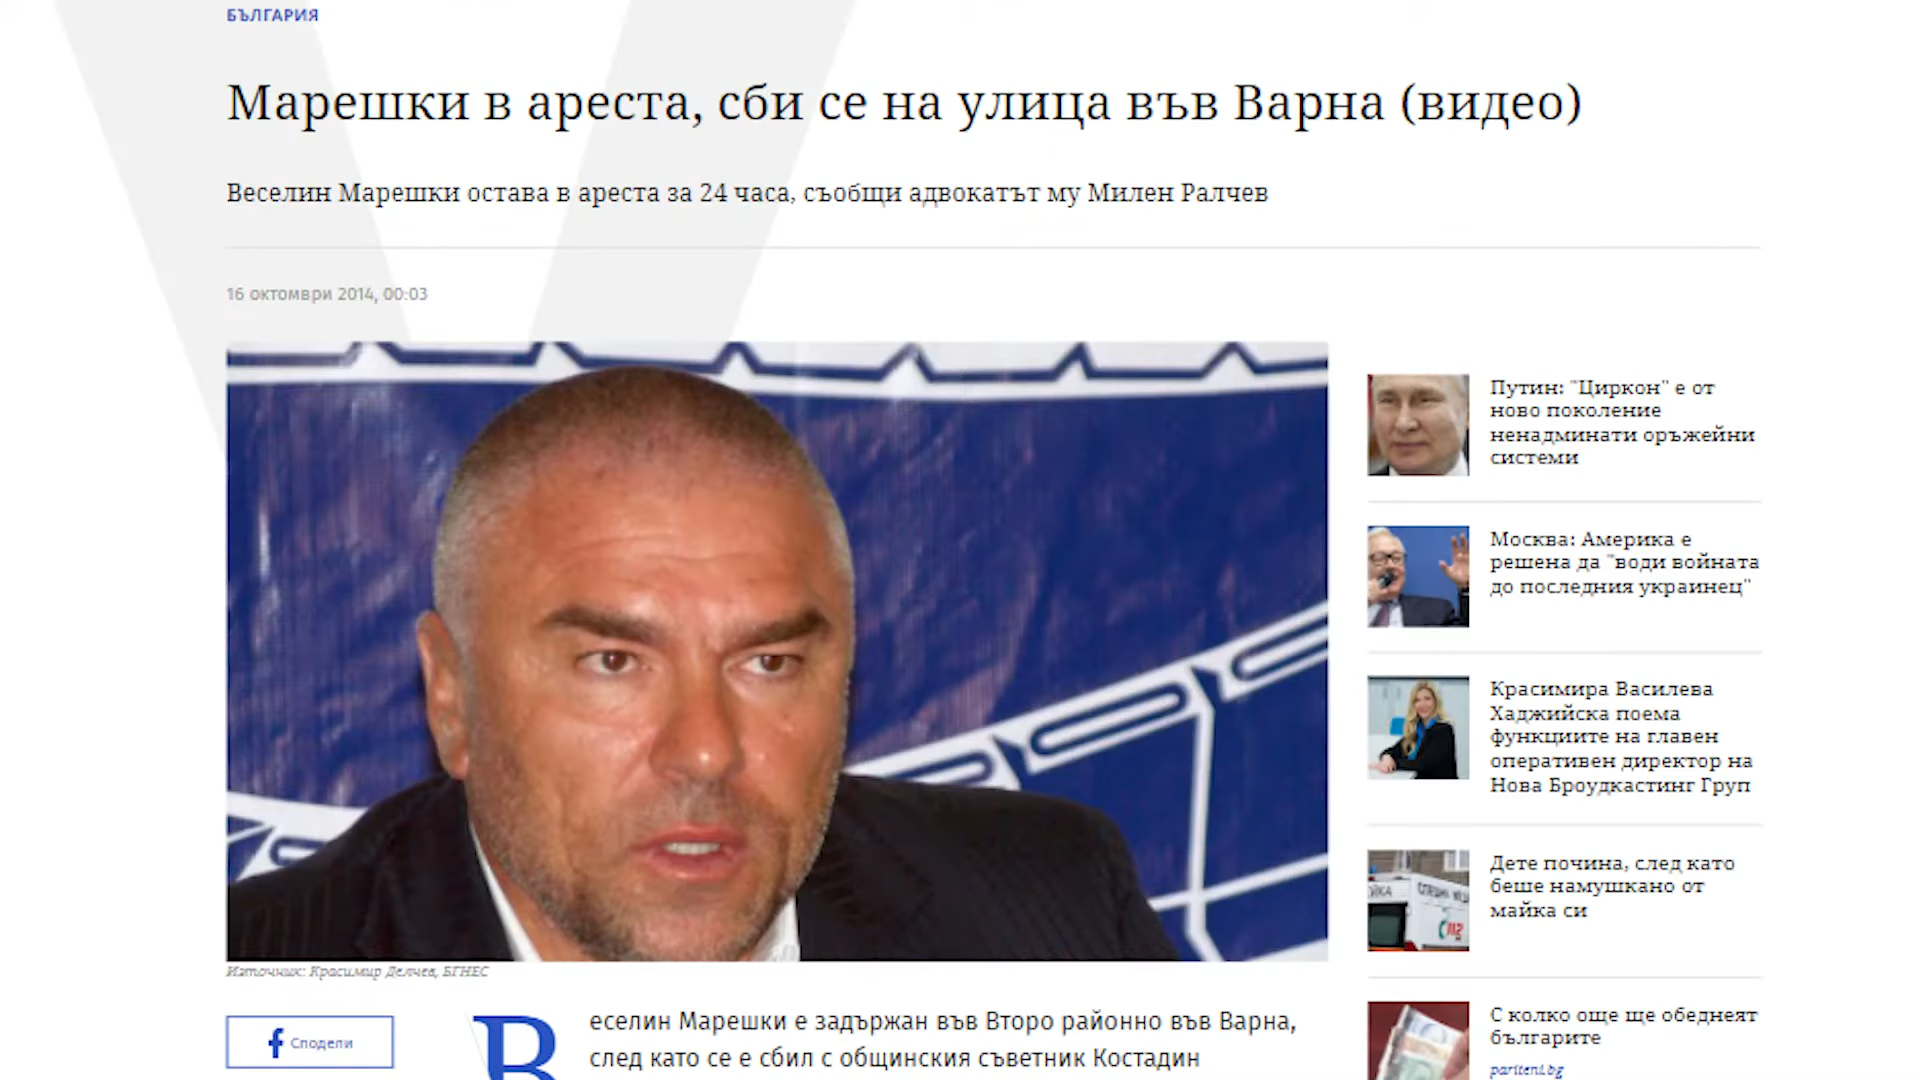 БЪЛГАРИЯ
Марешки в ареста, сби се на улица във Варна (видео)
Веселин Марешки остава в ареста за 24 часа, съобщи адвокатът му Милен Ралчев
16 октомври 2014, 00:03
Източник: Красимир Делчев, БГНЕС
Сподели
Веселин Марешки е задържан във Второ районно във Варна,
след като се е сбил с общинския съветник Костадин
Путин: "Циркон" е от
ново поколение
ненадминати оръжейни
системи
Москва: Америка е
решена да "води войната
до последния украинец"
Красимира Василева
Хаджийска поема
функциите на главен
оперативен директор на
Нова Броудкастинг Груп
Дете почина, след като
беше намушкано от
майка си
112
С колко още ще обеднеят
българите
pariteni.bg